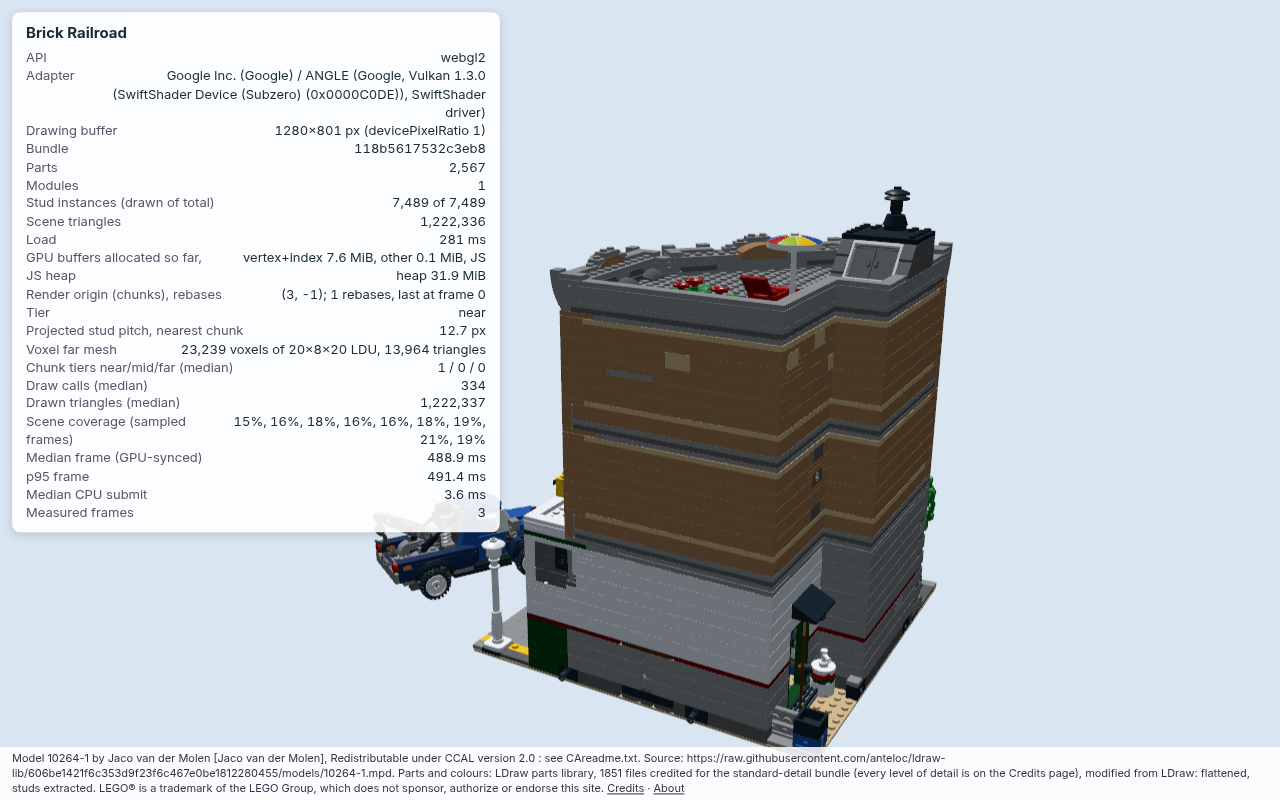 Brick Railroad
API webgl2
Adapter Google Inc. (Google) / ANGLE (Google, Vulkan 1.3.0
(SwiftShader Device (Subzero) (0x0000C0DE)), SwiftShader
driver)
Drawing buffer 1280×801 px (devicePixelRatio 1)
Bundle 118b5617532c3eb8
Parts 2,567
Modules 1
Stud instances (drawn of total) 7,489 of 7,489
Scene triangles 1,222,336
Load 281 ms
GPU buffers allocated so far, vertex+index 7.6 MiB, other 0.1 MiB, JS
JS heap heap 31.9 MiB
Render origin (chunks), rebases (3, -1); 1 rebases, last at frame 0
Tier near
Projected stud pitch, nearest chunk 12.7 px
Voxel far mesh 23,239 voxels of 20×8×20 LDU, 13,964 triangles
Chunk tiers near/mid/far (median) 1 / 0 / 0
Draw calls (median) 334
Drawn triangles (median) 1,222,337
Scene coverage (sampled 15%, 16%, 18%, 16%, 16%, 18%, 19%,
frames) 21%, 19%
Median frame (GPU-synced) 488.9 ms
p95 frame 491.4 ms
Median CPU submit 3.6 ms
Measured frames 3
Model 10264-1 by Jaco van der Molen [Jaco van der Molen], Redistributable under CCAL version 2.0 : see CAreadme.txt. Source: https://raw.githubusercontent.com/anteloc/ldraw-
lib/606be1421f6c353d9f23f6c467e0be1812280455/models/10264-1.mpd. Parts and colours: LDraw parts library, 1851 files credited for the standard-detail bundle (every level of detail is on the Credits page), modified from LDraw: flattened,
studs extracted. LEGO® is a trademark of the LEGO Group, which does not sponsor, authorize or endorse this site. Credits · About